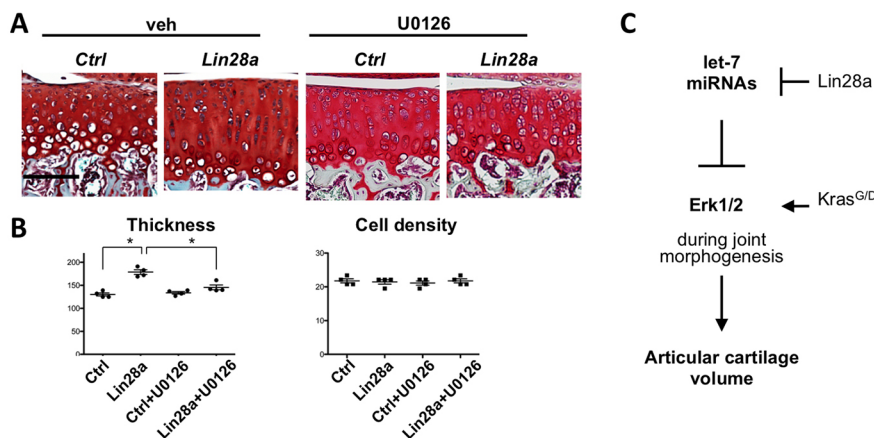 A
veh
U0126
Ctrl
Lin28a
Ctrl
Lin28a
B
Thickness
* *
200
150
100
50
0
Ctrl
Lin28a
Ctrl+U0126
Lin28a+U0126
Cell density
30
20
10
0
Ctrl
Lin28a
Ctrl+U0126
Lin28a+U0126
C
let-7
miRNAs
Lin28a
Erk1/2
Kras^G/D
during joint
morphogenesis
Articular cartilage
volume